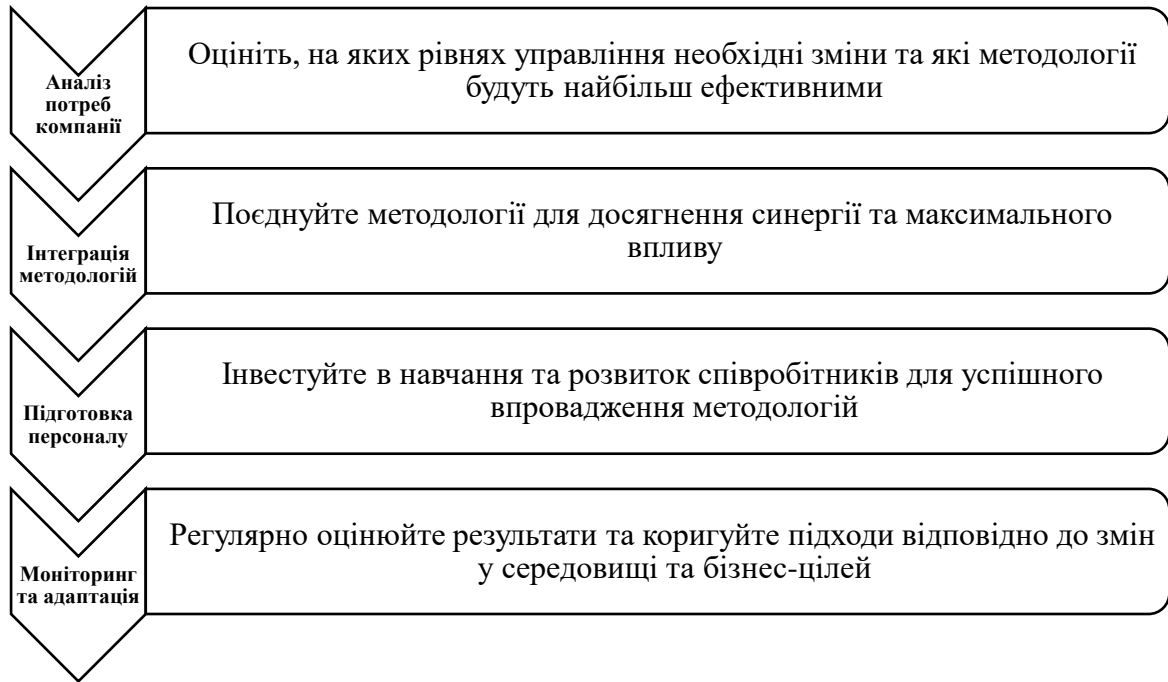 Аналіз
потреб
компанії
Оцініть, на яких рівнях управління необхідні зміни та які методології
будуть найбільш ефективними
Інтеграція
методологій
Поєднуйте методології для досягнення синергії та максимального
впливу
Підготовка
персоналу
Інвестуйте в навчання та розвиток співробітників для успішного
впровадження методологій
Моніторинг
та адаптація
Регулярно оцінюйте результати та коригуйте підходи відповідно до змін
у середовищі та бізнес-цілей